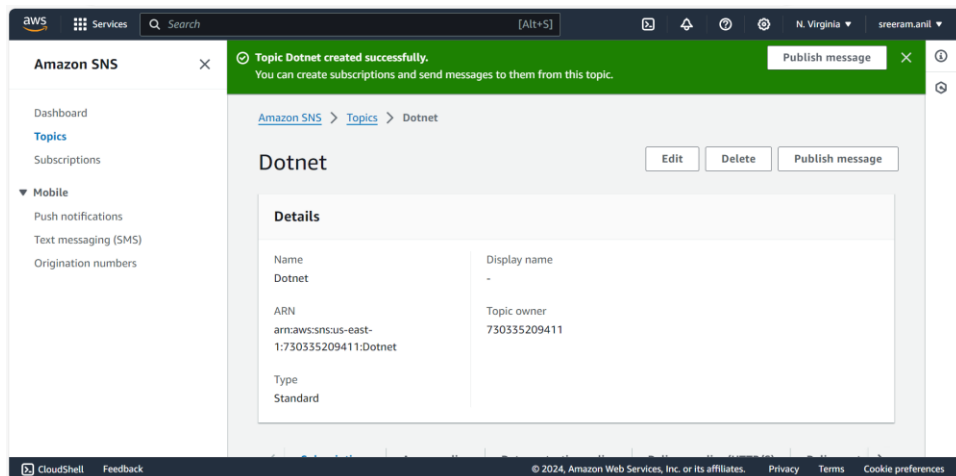 aws
Services
Search
[Alt+S]
N. Virginia
sreeram.anil
Amazon SNS
Topic Dotnet created successfully.
You can create subscriptions and send messages to them from this topic.
Publish message
Dashboard
Topics
Subscriptions
Mobile
Push notifications
Text messaging (SMS)
Origination numbers
Amazon SNS > Topics > Dotnet
Dotnet
Edit
Delete
Publish message
Details
Name
Dotnet
Display name
-
ARN
arn:aws:sns:us-east-
1:730335209411:Dotnet
Topic owner
730335209411
Type
Standard
CloudShell
Feedback
© 2024, Amazon Web Services, Inc. or its affiliates.
Privacy
Terms
Cookie preferences